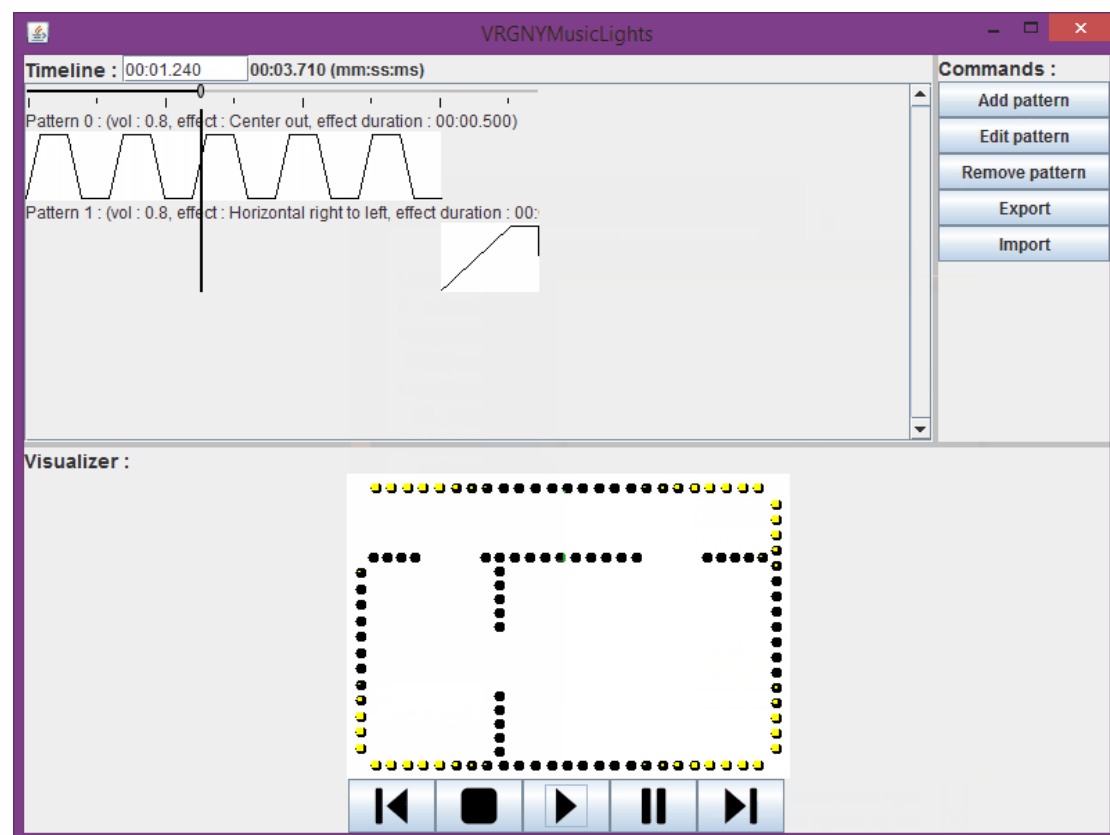 VRGNYMusicLights
Timeline : 00:01.240 00:03.710 (mm:ss:ms)
Pattern 0 : (vol : 0.8, effect : Center out, effect duration : 00:00.500)
Pattern 1 : (vol : 0.8, effect : Horizontal right to left, effect duration : 00:
Commands :
Add pattern
Edit pattern
Remove pattern
Export
Import
Visualizer :